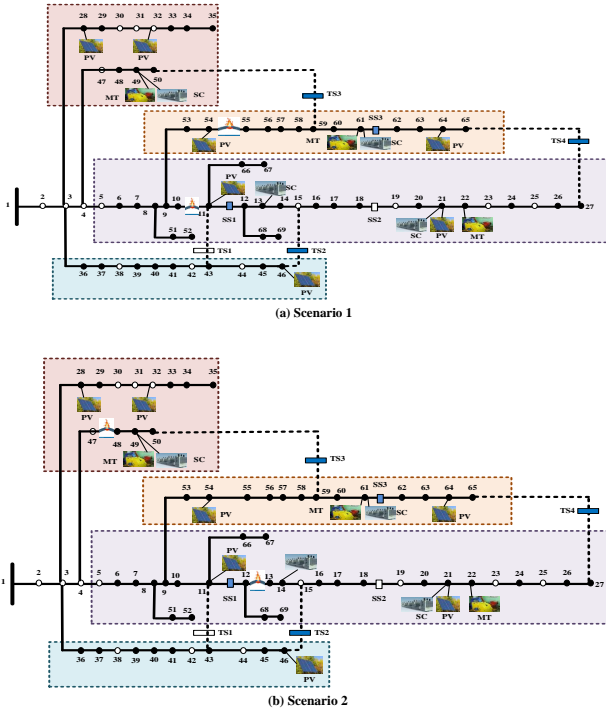 28 29 30 31 32 33 34 35
PV PV
47 48 49 50
MT SC
TS3
53 54 55 56 57 58 59 60 61 SS3 62 63 64 65
PV MT SC PV
TS4
PV 66 67
SC
1 2 3 4 5 6 7 8 9 10 11 SS1 12 13 14 15 16 17 18 SS2 19 20 21 22 23 24 25 26 27
SC PV MT
51 52 68 69
TS1 TS2
36 37 38 39 40 41 42 43 44 45 46
PV
(a) Scenario 1
28 29 30 31 32 33 34 35
PV PV
47 48 49 50
MT SC
TS3
53 54 55 56 57 58 59 60 61 SS3 62 63 64 65
PV MT SC PV
TS4
66 67
PV
1 2 3 4 5 6 7 8 9 10 11 SS1 12 13 14 15 16 17 18 SS2 19 20 21 22 23 24 25 26 27
SC PV MT
51 52 68 69
TS1 TS2
36 37 38 39 40 41 42 43 44 45 46
PV
(b) Scenario 2